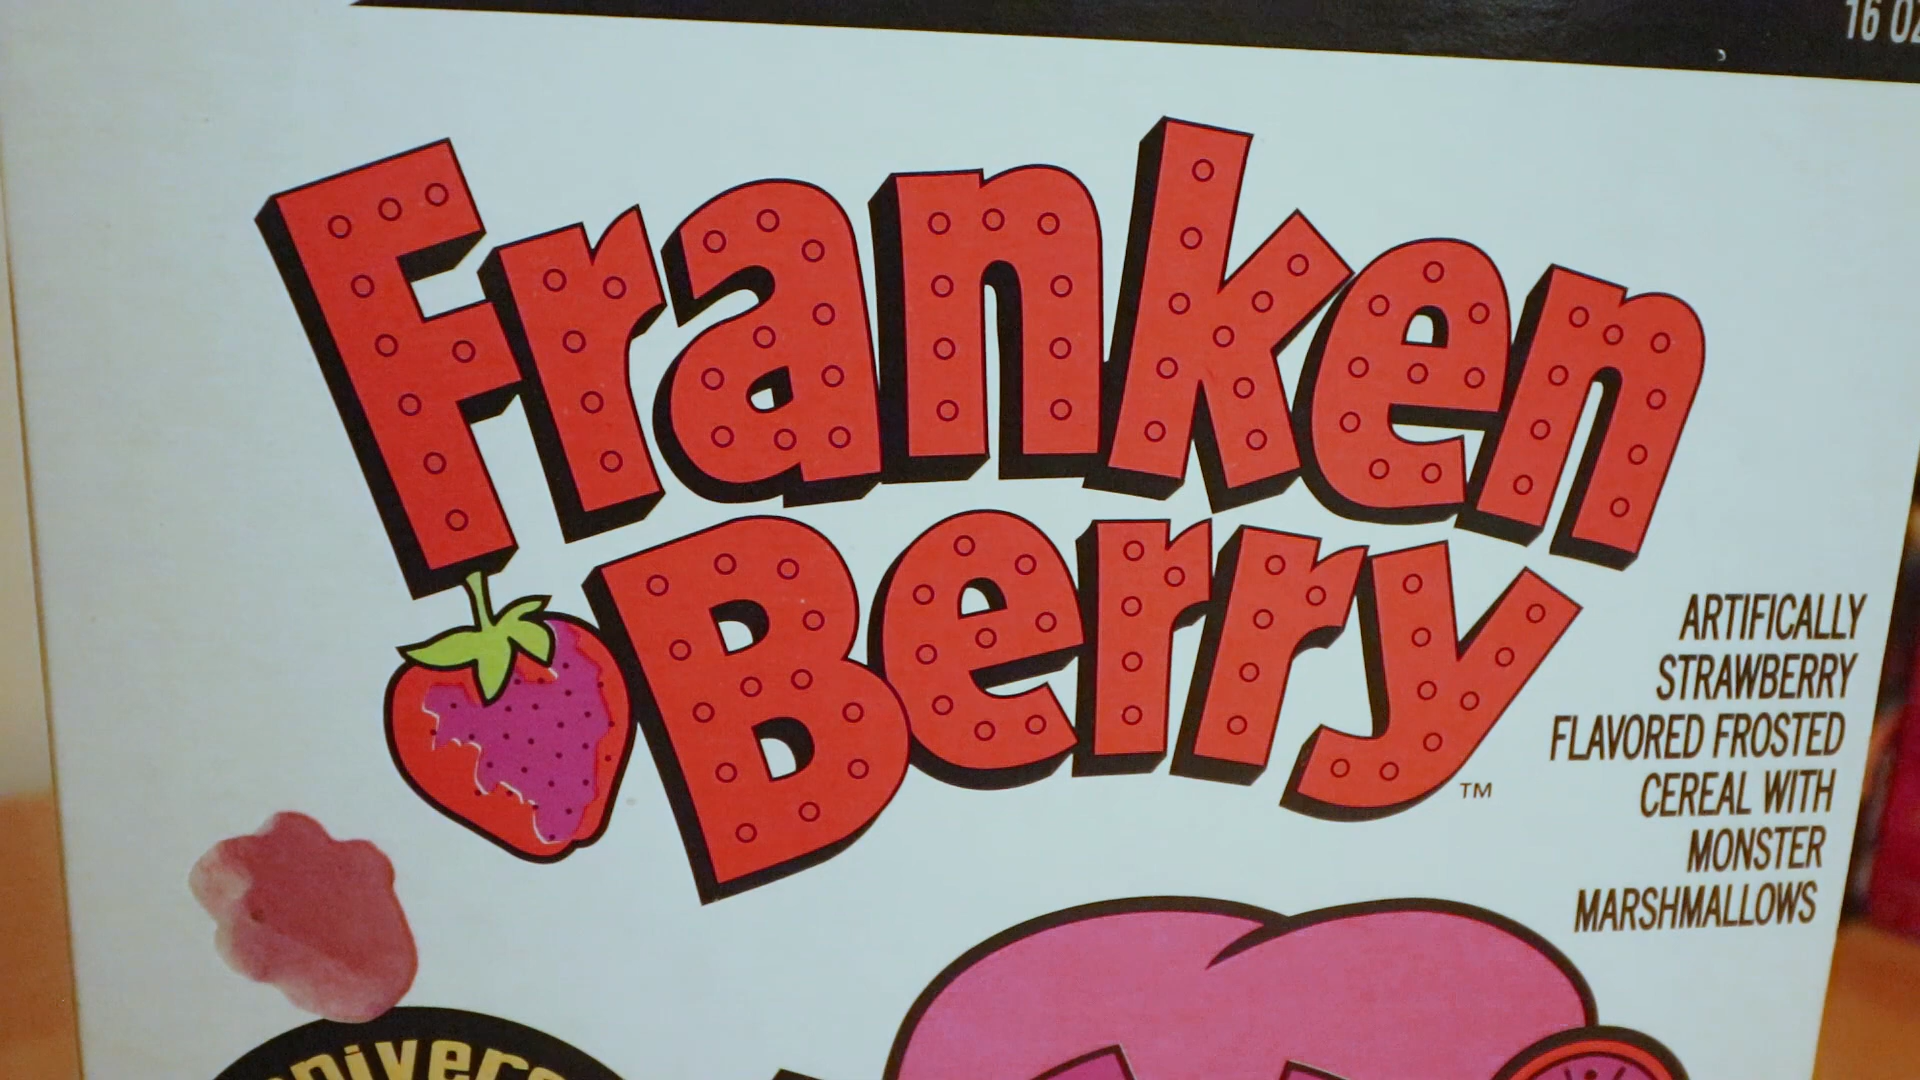 16 OZ
Franken
Berry
TM
ARTIFICALLY
STRAWBERRY
FLAVORED FROSTED
CEREAL WITH
MONSTER
MARSHMALLOWS